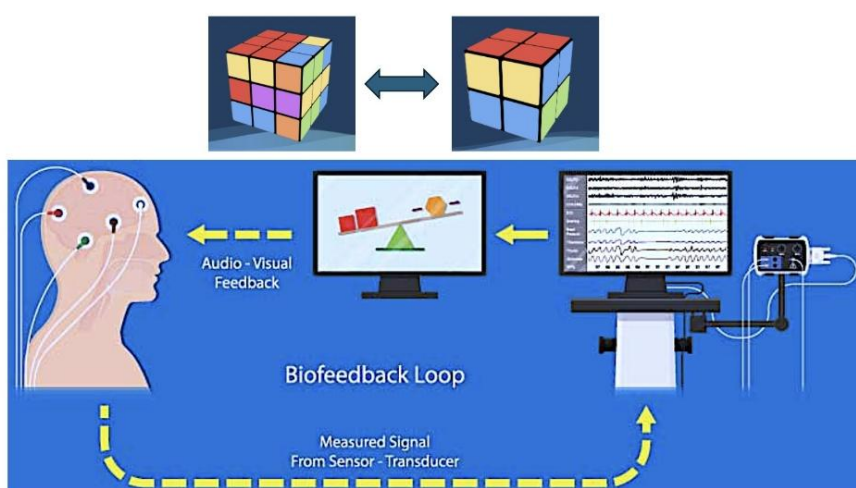 Audio - Visual
Feedback
Biofeedback Loop
Measured Signal
From Sensor - Transducer